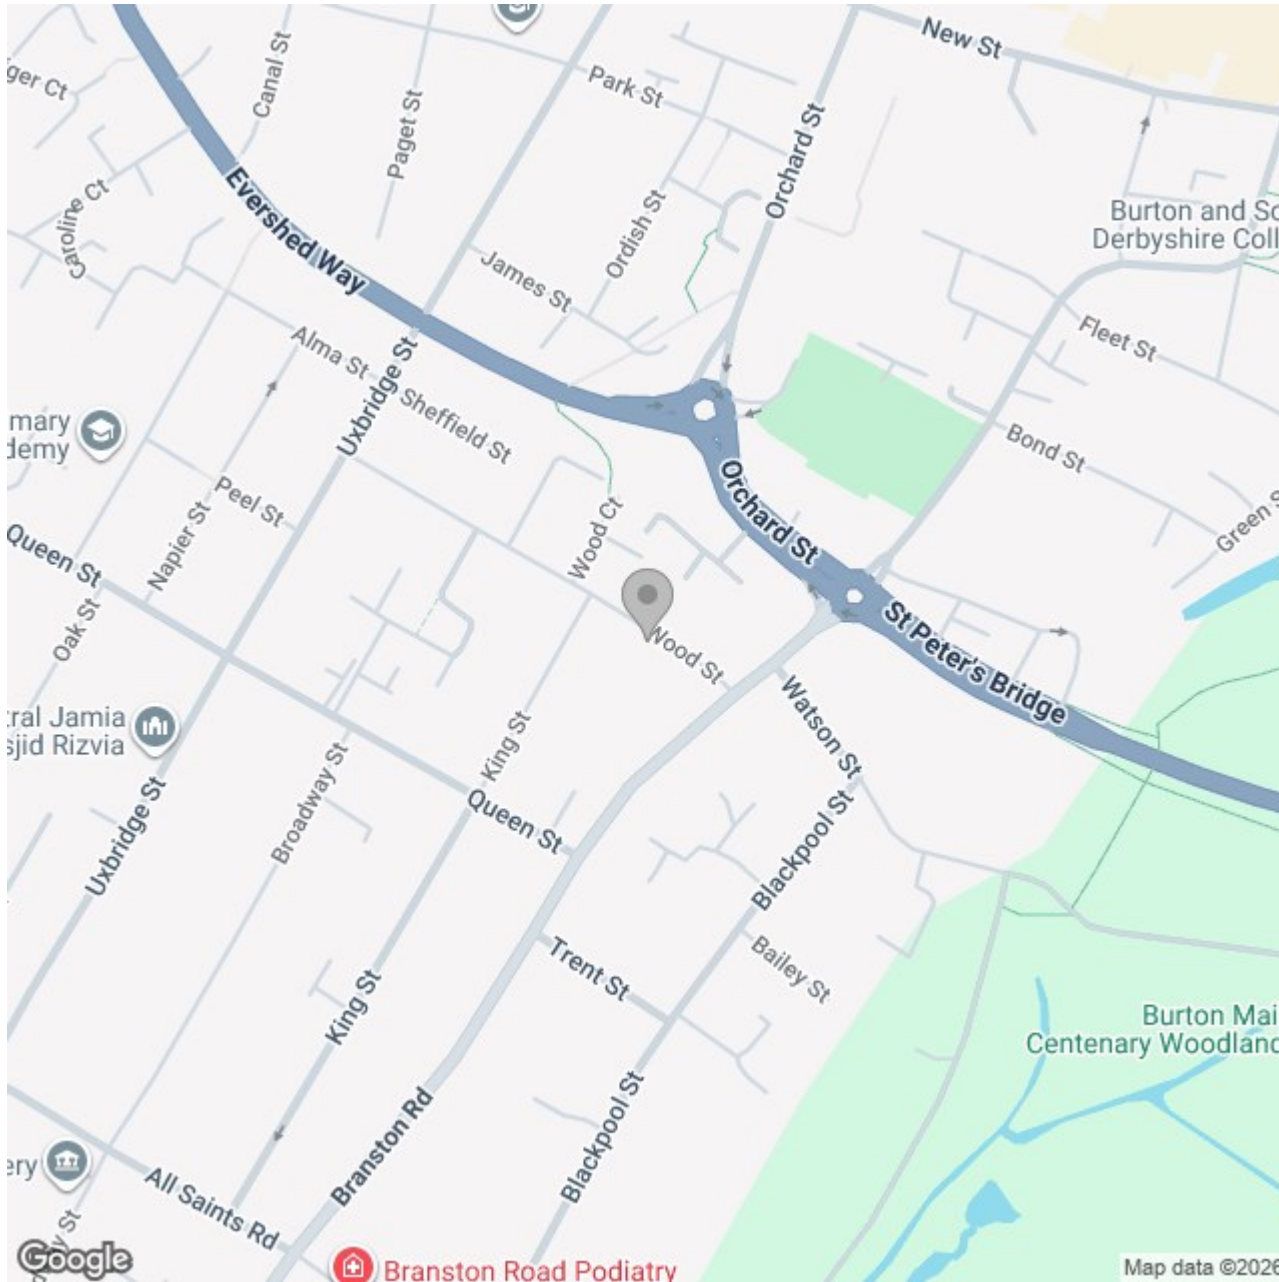 New St
Canal St
Park St
ger Ct
Paget St
Orchard St
Evershed Way
Caroline Ct
Ordish St
Burton and So
Derbyshire Coll
James St
Fleet St
Alma St
Uxbridge St
Sheffield St
mary
demy
Bond St
Peel St
Orchard St
Napier St
Green S
Queen St
Wood Ct
Oak St
Wood St
St Peter's Bridge
Watson St
tral Jamia
sjid Rizvia
King St
Broadway St
Queen St
Uxbridge St
Blackpool St
Trent St
Bailey St
King St
Burton Mai
Centenary Woodland
Branston Rd
Blackpool St
ery
All Saints Rd
ay St
Google
Branston Road Podiatry
Map data ©2026